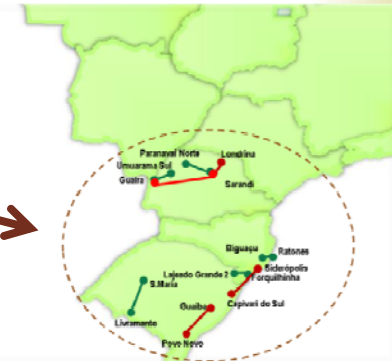 Paranavaí Norte
Londrina
Umuarama Sul
Guaíra
Sarandi
Biguaçu
Ratones
Siderópolis
Lajeado Grande 2
Forquilhinha
S.Maria
Capivari do Sul
Guaíba
Livramento
Povo Novo